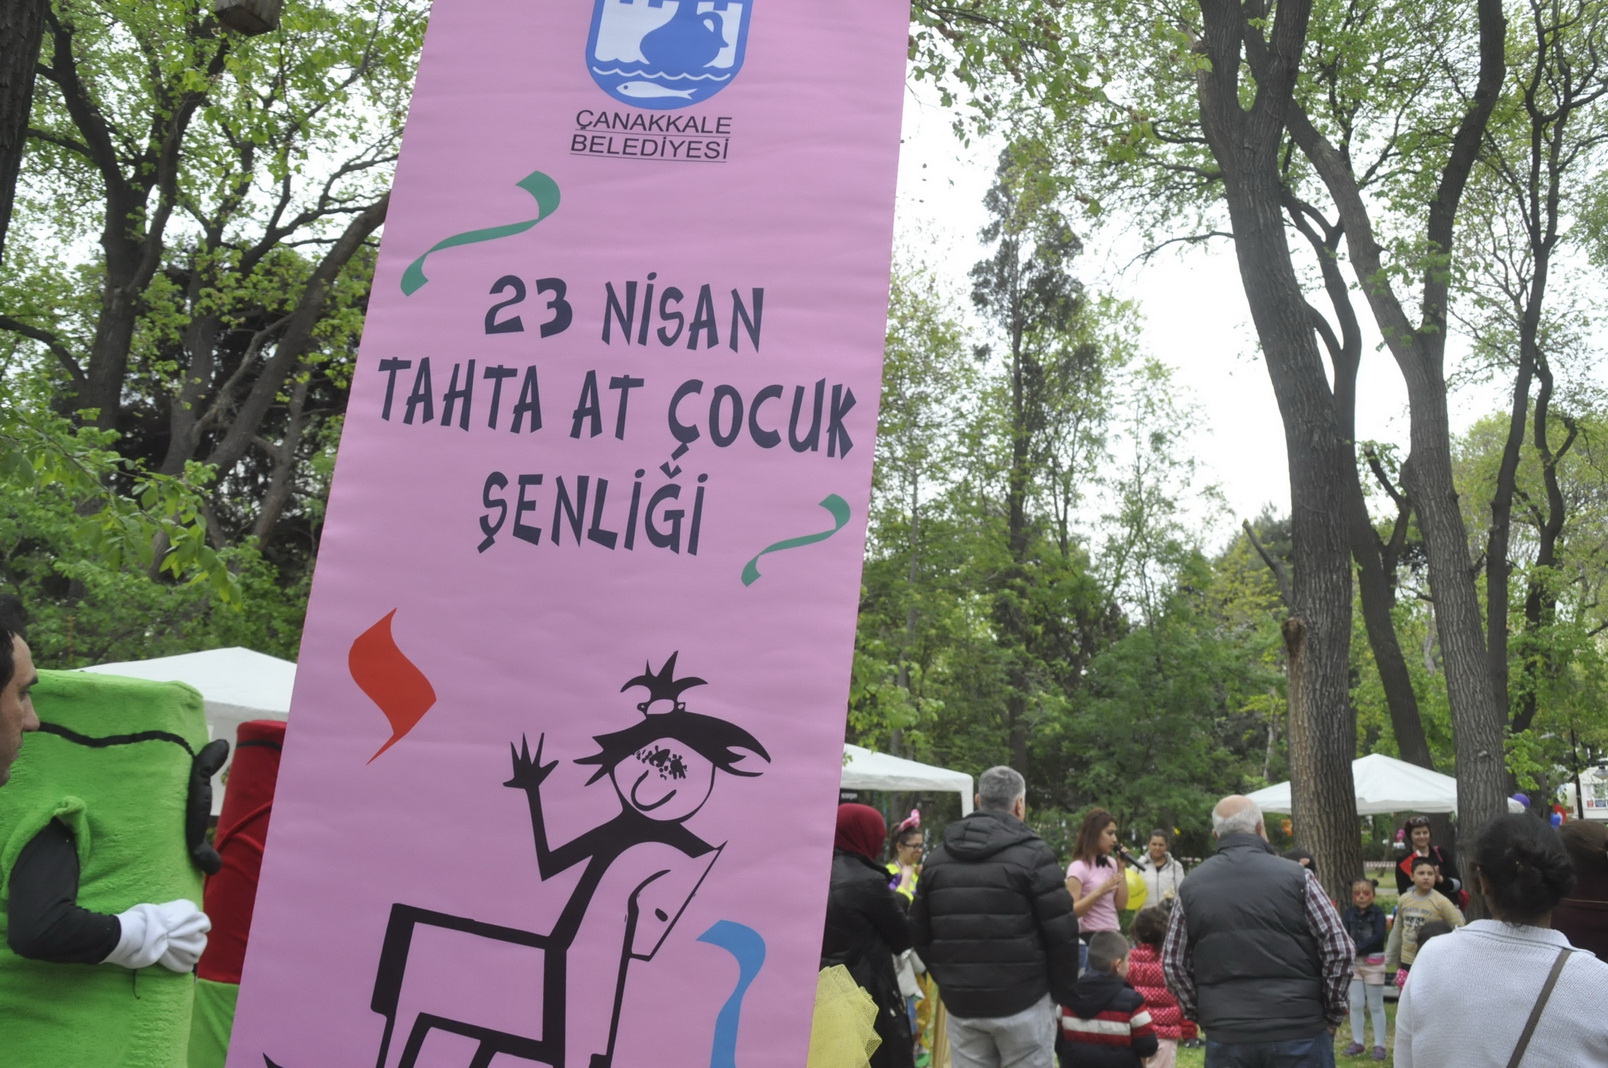 ÇANAKKALE
BELEDİYESİ
23 NİSAN
TAHTA AT ÇOCUK
ŞENLİĞİ